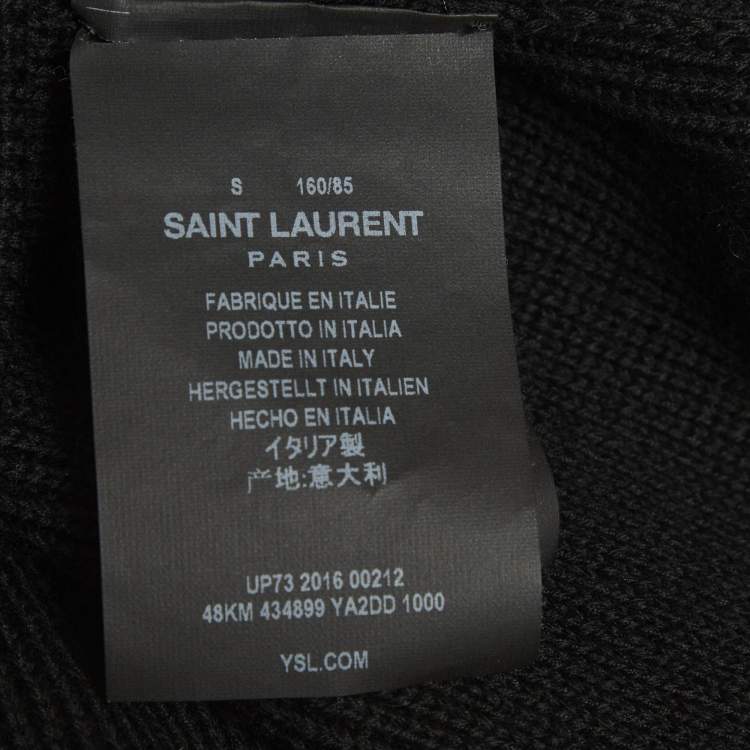 S 160/85
SAINT LAURENT
PARIS
FABRIQUE EN ITALIE
PRODOTTO IN ITALIA
MADE IN ITALY
HERGESTELLT IN ITALIEN
HECHO EN ITALIA
イタリア製
产地:意大利
UP73 2016 00212
48KM 434899 YA2DD 1000
YSL.COM